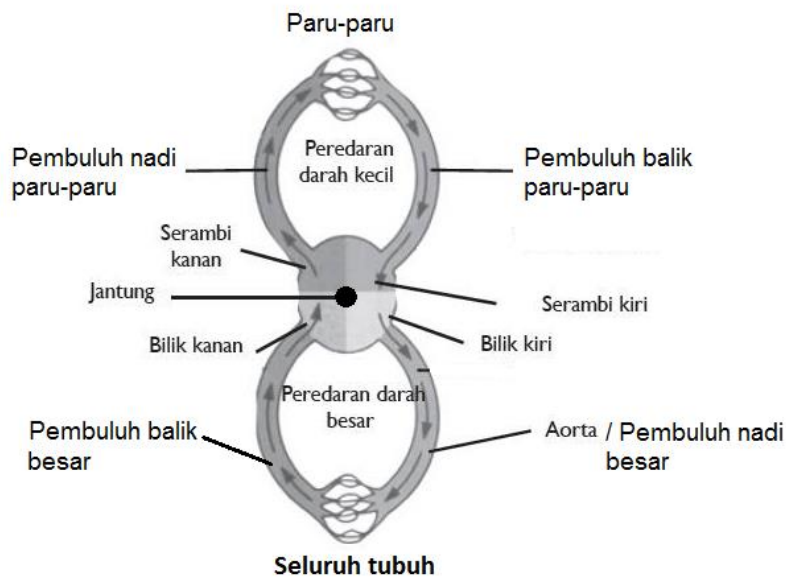 Paru-paru
Pembuluh nadi
paru-paru
Peredaran
darah kecil
Pembuluh balik
paru-paru
Serambi
kanan
Jantung
Serambi kiri
Bilik kanan
Bilik kiri
Peredaran darah
besar
Pembuluh balik
besar
Aorta / Pembuluh nadi
besar
Seluruh tubuh